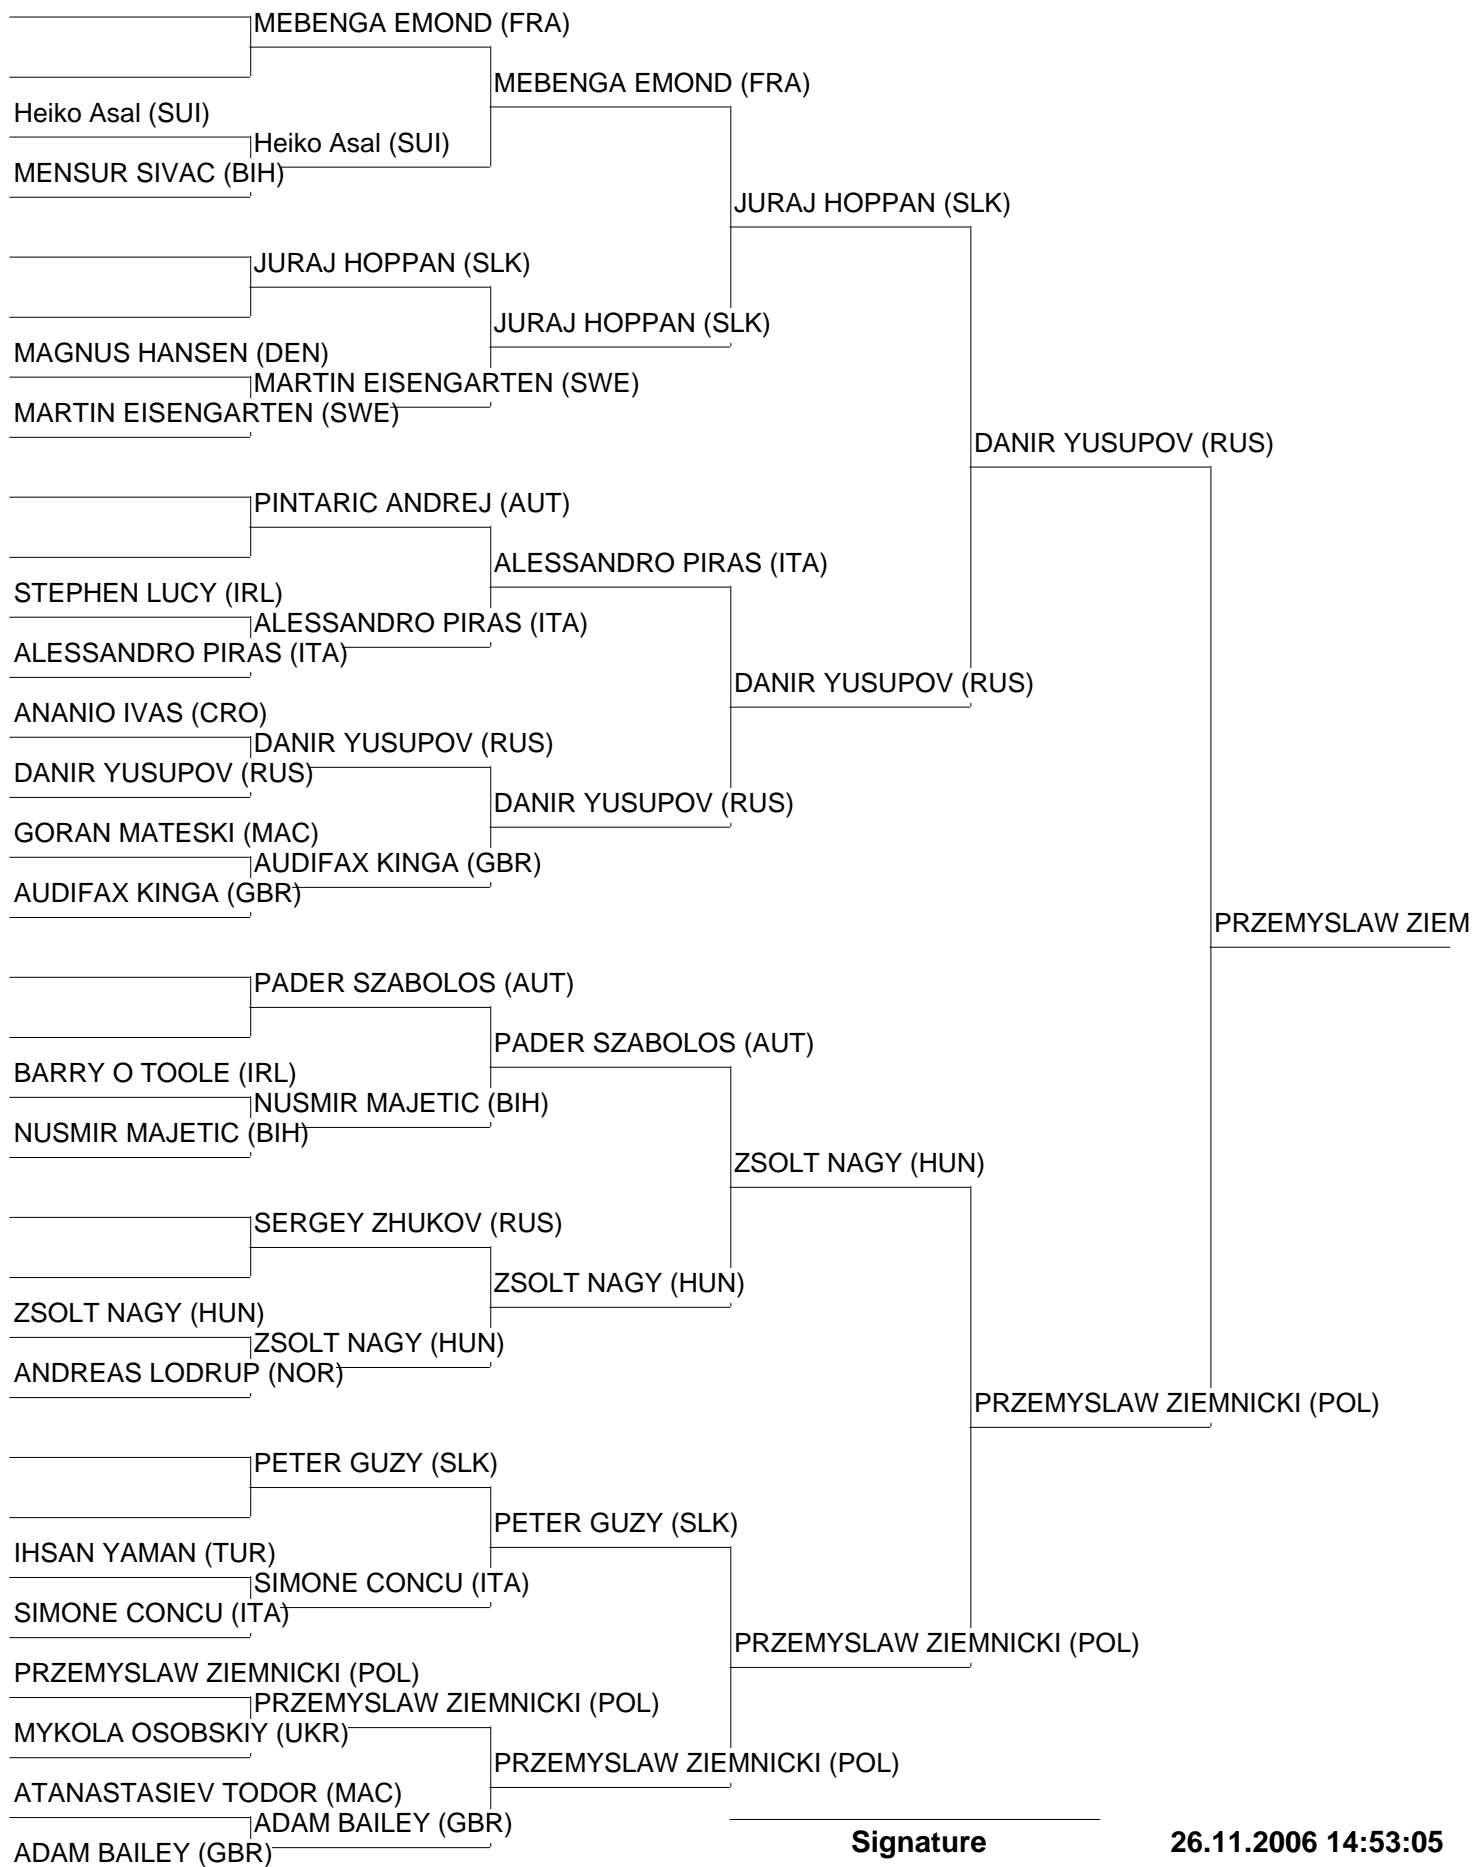 MEBENGA EMOND (FRA)
MEBENGA EMOND (FRA)
Heiko Asal (SUI)
Heiko Asal (SUI)
MENSUR SIVAC (BIH)
JURAJ HOPPAN (SLK)
JURAJ HOPPAN (SLK)
JURAJ HOPPAN (SLK)
MAGNUS HANSEN (DEN)
MARTIN EISENGARTEN (SWE)
MARTIN EISENGARTEN (SWE)
DANIR YUSUPOV (RUS)
PINTARIC ANDREJ (AUT)
ALESSANDRO PIRAS (ITA)
STEPHEN LUCY (IRL)
ALESSANDRO PIRAS (ITA)
ALESSANDRO PIRAS (ITA)
DANIR YUSUPOV (RUS)
ANANIO IVAS (CRO)
DANIR YUSUPOV (RUS)
DANIR YUSUPOV (RUS)
DANIR YUSUPOV (RUS)
GORAN MATESKI (MAC)
AUDIFAX KINGA (GBR)
AUDIFAX KINGA (GBR)
PRZEMYSLAW ZIEM
PADER SZABOLOS (AUT)
PADER SZABOLOS (AUT)
BARRY O TOOLE (IRL)
NUSMIR MAJETIC (BIH)
NUSMIR MAJETIC (BIH)
ZSOLT NAGY (HUN)
SERGEY ZHUKOV (RUS)
ZSOLT NAGY (HUN)
ZSOLT NAGY (HUN)
ZSOLT NAGY (HUN)
ANDREAS LODRUP (NOR)
PRZEMYSLAW ZIEMNICKI (POL)
PETER GUZY (SLK)
PETER GUZY (SLK)
IHSAN YAMAN (TUR)
SIMONE CONCU (ITA)
SIMONE CONCU (ITA)
PRZEMYSLAW ZIEMNICKI (POL)
PRZEMYSLAW ZIEMNICKI (POL)
PRZEMYSLAW ZIEMNICKI (POL)
MYKOLA OSOBSKIY (UKR)
PRZEMYSLAW ZIEMNICKI (POL)
ATANASTASIEV TODOR (MAC)
ADAM BAILEY (GBR)
ADAM BAILEY (GBR)
Signature
26.11.2006 14:53:05